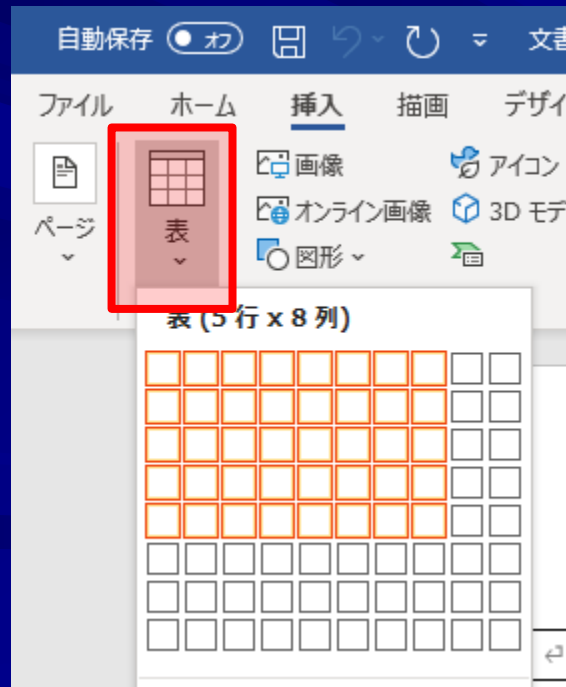 自動保存 オフ 文書
ファイル ホーム 挿入 描画 デザイ
画像 アイコン
オンライン画像 3D モデ
ページ 表
図形
表 (5 行 x 8 列)